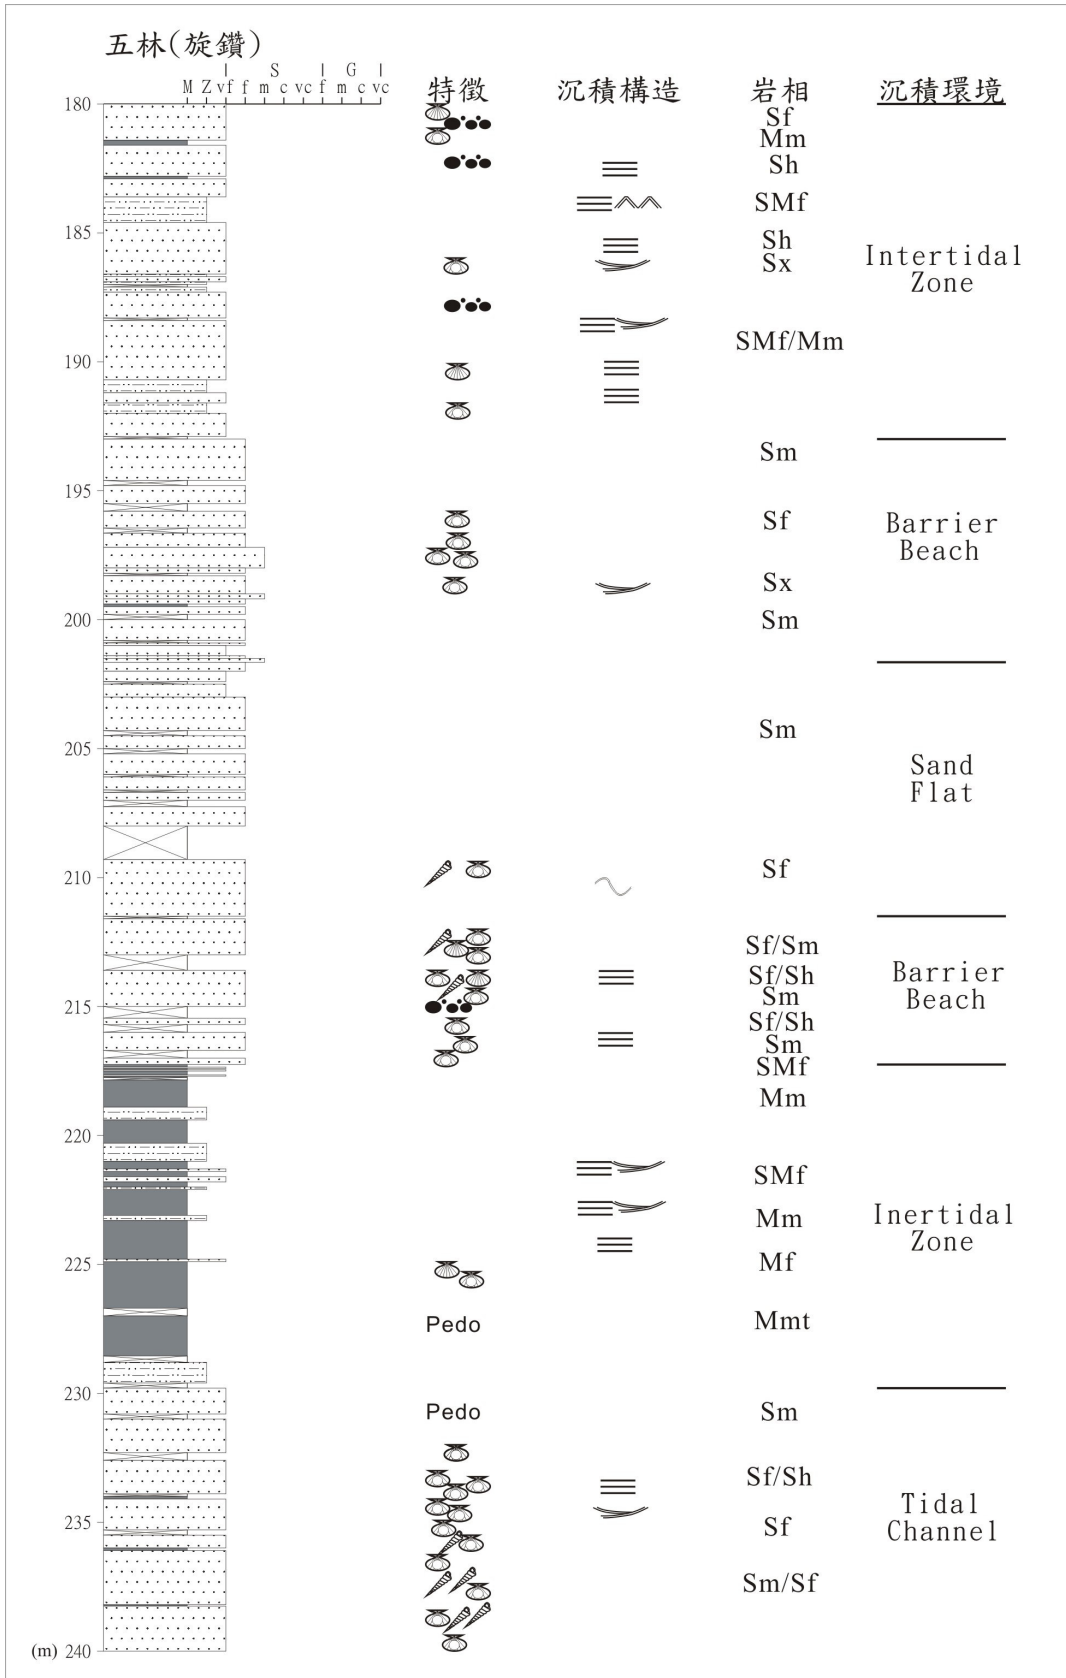 五林(旋鑽)
S G
M Z vf f m c vc f m c vc
特徵 沉積構造 岩相 沉積環境
180
Sf
Mm
Sh
SMf
185
Sh
Sx
Intertidal
Zone
SMf/Mm
190
Sm
195
Sf
Barrier
Beach
Sx
200
Sm
Sm
205
Sand
Flat
210
Sf
Sf/Sm
Sf/Sh
Barrier
Beach
Sm
215
Sf/Sh
Sm
SMf
Mm
220
SMf
Mm
Inertidal
Zone
225
Mf
Pedo
Mmt
230
Pedo
Sm
Sf/Sh
235
Sf
Tidal
Channel
Sm/Sf
(m) 240